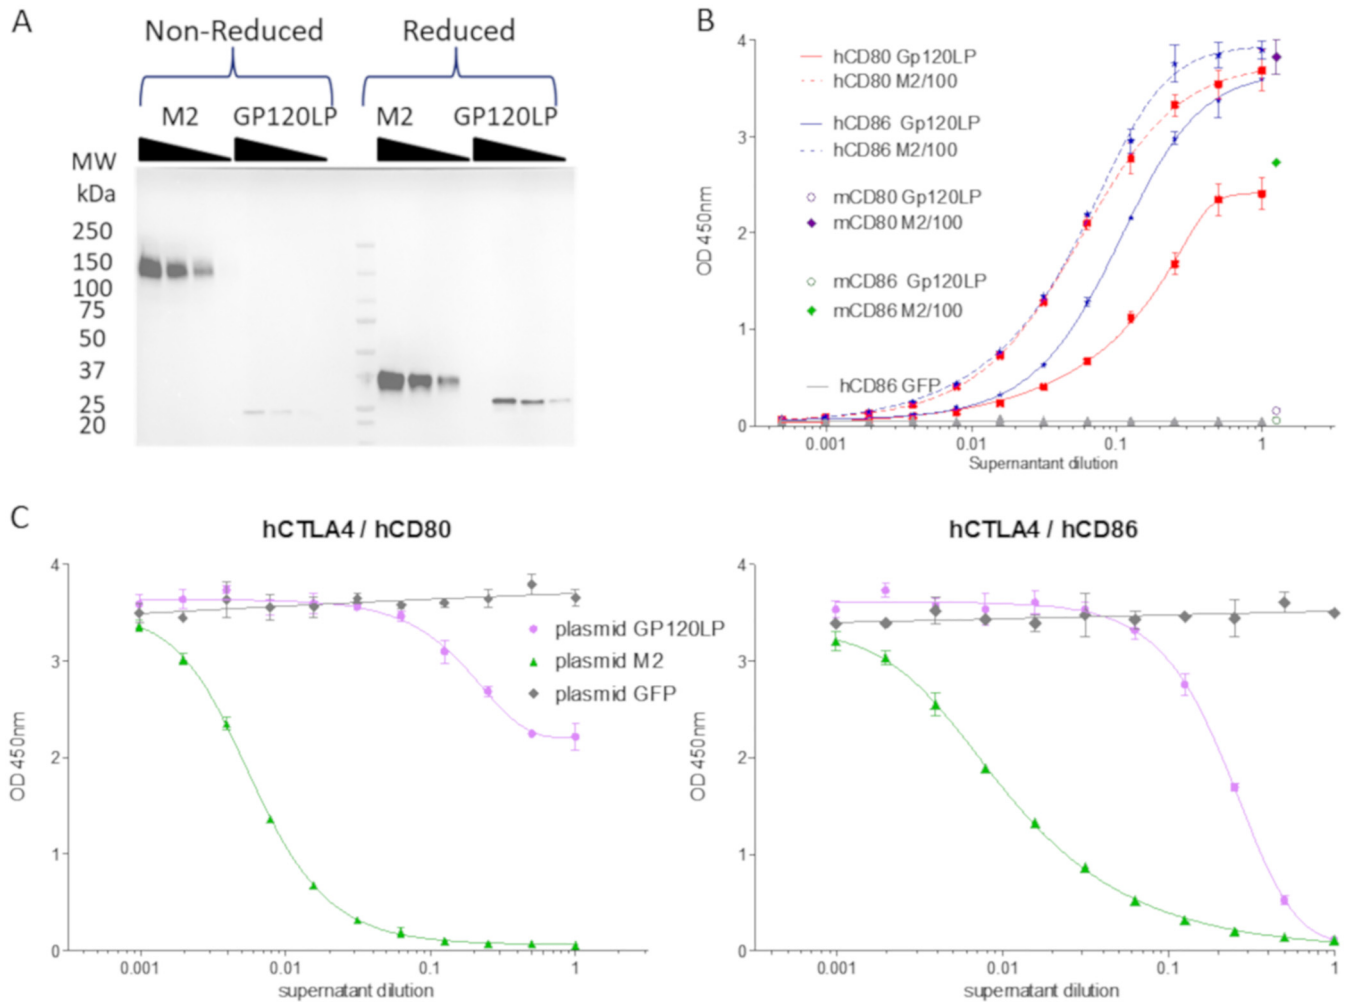 A
Non-Reduced Reduced
M2 GP120LP M2 GP120LP
MW
kDa
250
150
100
75
50
37
25
20
B
4
3
2
1
0
OD 450nm
hCD80 Gp120LP
hCD80 M2/100
hCD86 Gp120LP
hCD86 M2/100
mCD80 Gp120LP
mCD80 M2/100
mCD86 Gp120LP
mCD86 M2/100
hCD86 GFP
0.001 0.01 0.1 1
Supernantant dilution
C
hCTLA4 / hCD80
4
3
2
1
0
OD 450nm
plasmid GP120LP
plasmid M2
plasmid GFP
0.001 0.01 0.1 1
supernatant dilution
hCTLA4 / hCD86
4
3
2
1
0
OD 450nm
0.001 0.01 0.1 1
supernatant dilution